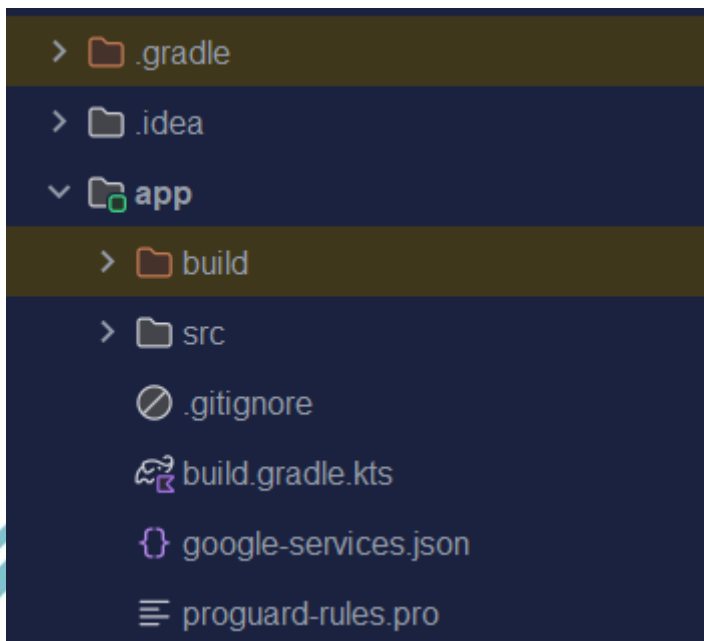 .gradle
.idea
app
build
src
.gitignore
build.gradle.kts
google-services.json
proguard-rules.pro